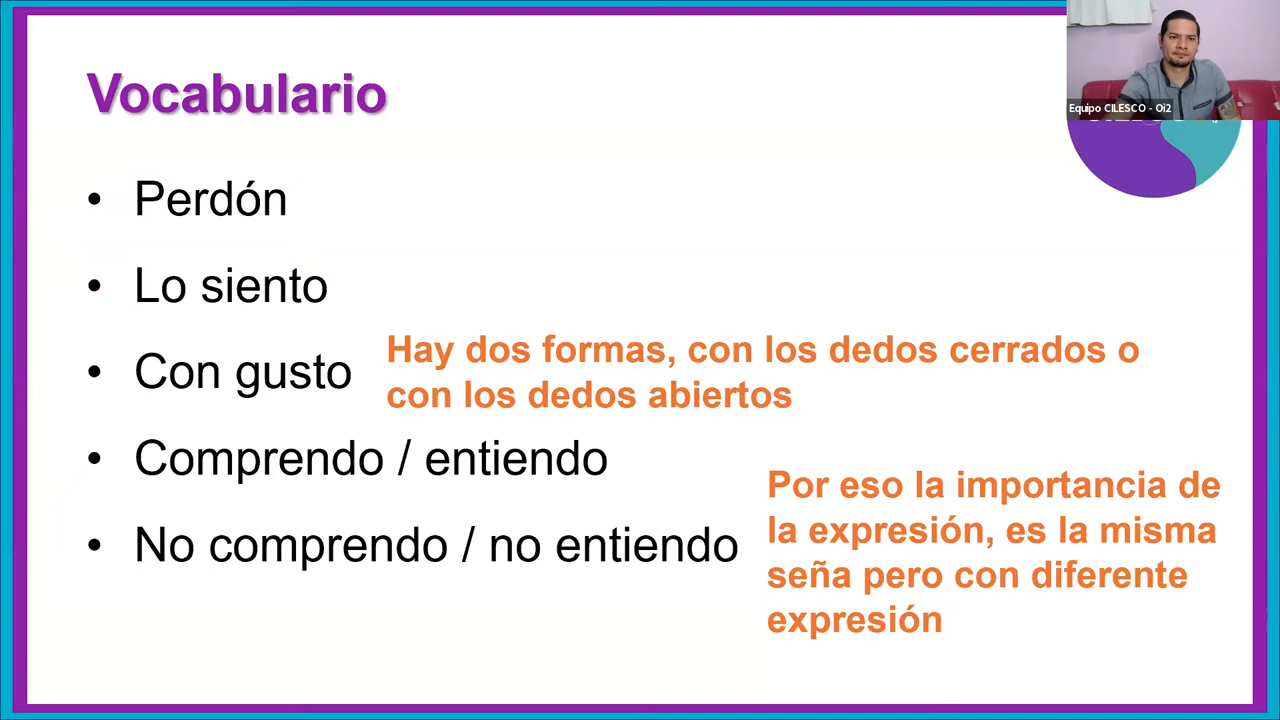 Vocabulario
Equipo CILESCO - Oi2
• Perdón
• Lo siento
• Con gusto
Hay dos formas, con los dedos cerrados o
con los dedos abiertos
• Comprendo / entiendo
• No comprendo / no entiendo
Por eso la importancia de
la expresión, es la misma
seña pero con diferente
expresión